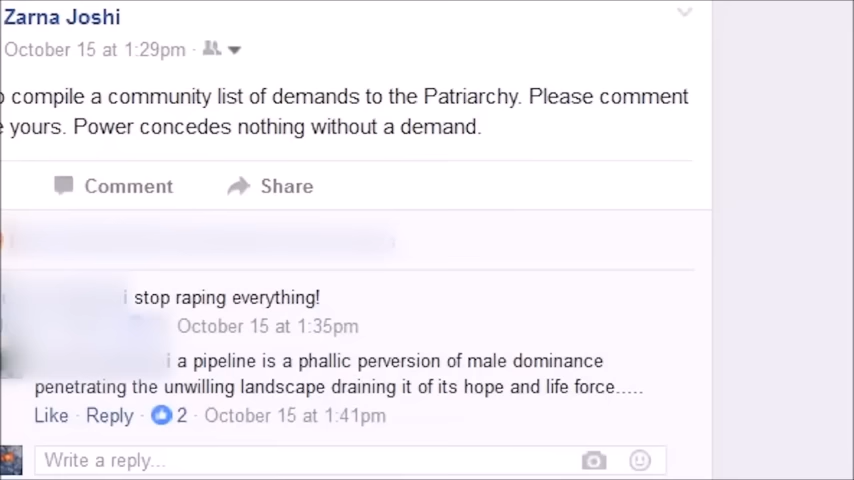 Zarna Joshi
October 15 at 1:29pm ·
compile a community list of demands to the Patriarchy. Please comment
yours. Power concedes nothing without a demand.
Comment Share
stop raping everything!
October 15 at 1:35pm
a pipeline is a phallic perversion of male dominance
penetrating the unwilling landscape draining it of its hope and life force.....
Like · Reply · 2 · October 15 at 1:41pm
Write a reply...